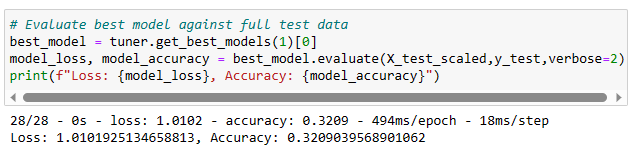 # Evaluate best model against full test data
best_model = tuner.get_best_models(1)[0]
model_loss, model_accuracy = best_model.evaluate(X_test_scaled,y_test,verbose=2)
print(f"Loss: {model_loss}, Accuracy: {model_accuracy}")
28/28 - 0s - loss: 1.0102 - accuracy: 0.3209 - 494ms/epoch - 18ms/step
Loss: 1.0101925134658813, Accuracy: 0.3209039568901062